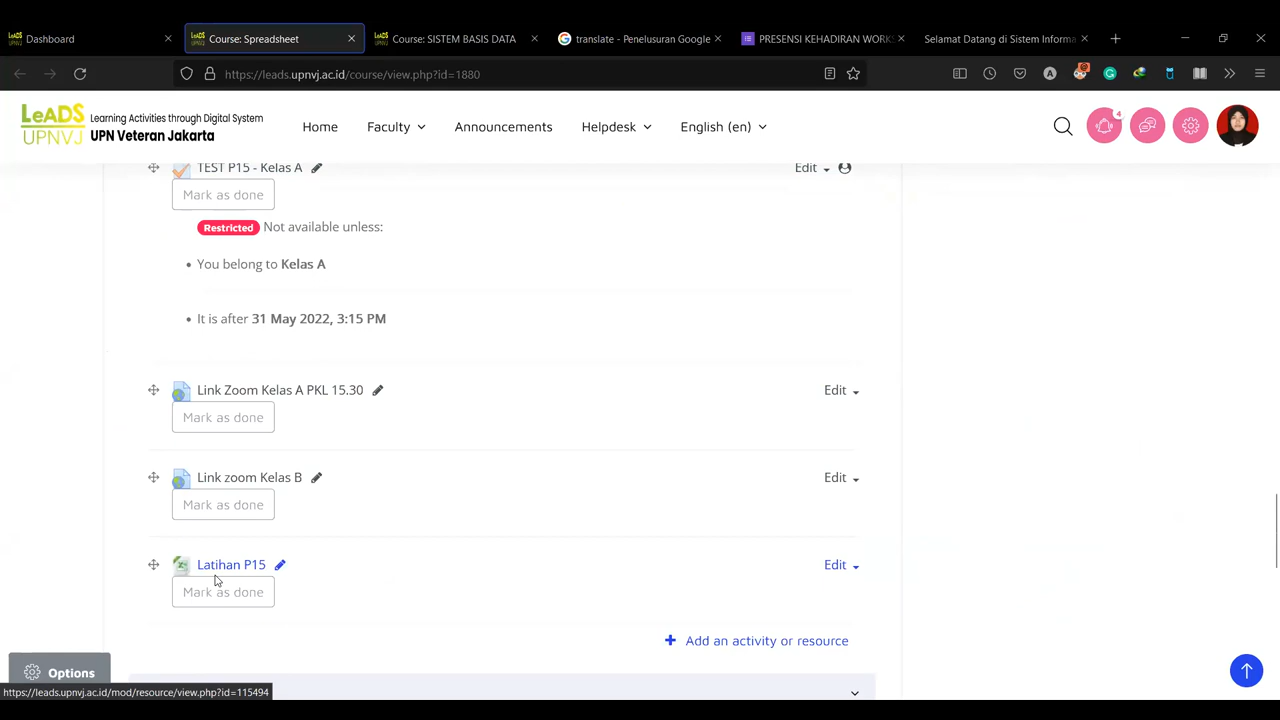 Dashboard
Course: Spreadsheet
Course: SISTEM BASIS DATA
translate - Penelusuran Google
PRESENSI KEHADIRAN WORKS
Selamat Datang di Sistem Informa
https://leads.upnvj.ac.id/course/view.php?id=1880
LeADS
UPNVJ
Learning Activities through Digital System
UPN Veteran Jakarta
Home
Faculty
Announcements
Helpdesk
English (en)
4
TEST P15 - Kelas A
Edit
Mark as done
Restricted Not available unless:
You belong to Kelas A
It is after 31 May 2022, 3:15 PM
Link Zoom Kelas A PKL 15.30
Edit
Mark as done
Link zoom Kelas B
Edit
Mark as done
Latihan P15
Edit
Mark as done
Add an activity or resource
Options
https://leads.upnvj.ac.id/mod/resource/view.php?id=115494